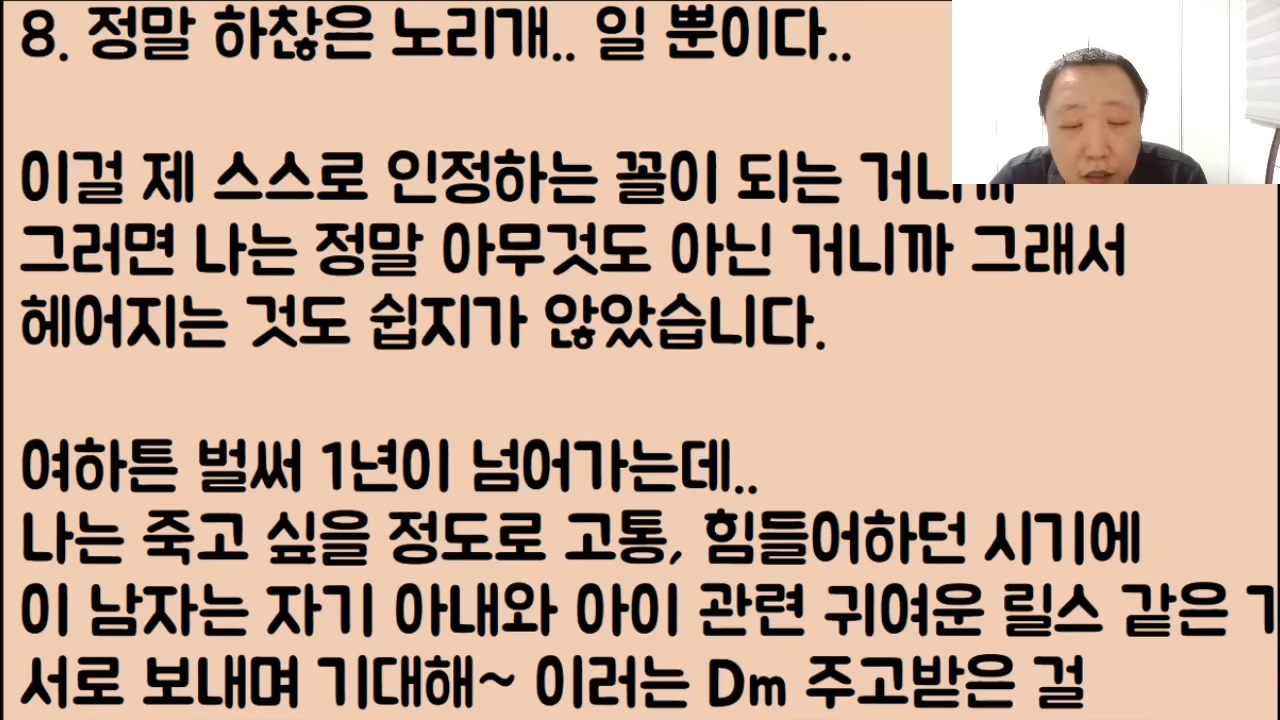 8. 정말 하찮은 노리개.. 일 뿐이다..
이걸 제 스스로 인정하는 꼴이 되는
그러면 나는 정말 아무것도 아닌 거니까 그래서
헤어지는 것도 쉽지가 않았습니다.
여하튼 벌써 1년이 넘어가는데..
나는 죽고 싶을 정도로 고통, 힘들어하던 시기에
이 남자는 자기 아내와 아이 관련 귀여운 릴스 같은
서로 보내며 기대해~ 이러는 Dm 주고받은 걸